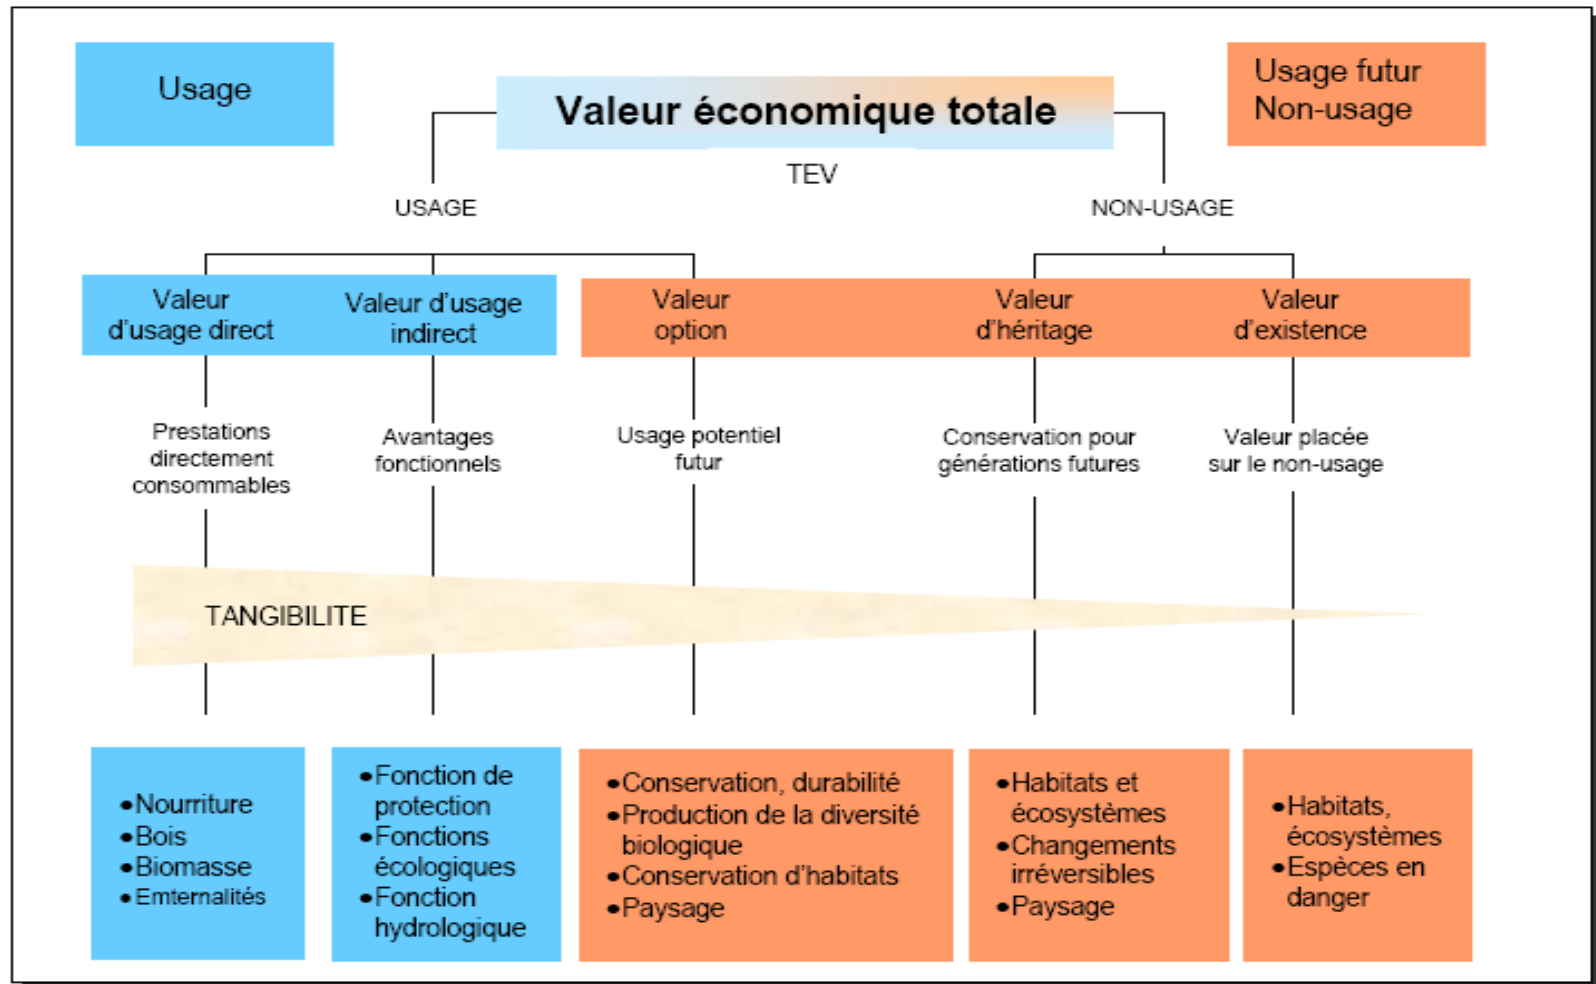 Usage
Valeur économique totale
Usage futur
Non-usage
TEV
USAGE
NON-USAGE
Valeur
d'usage direct
Valeur d'usage
indirect
Valeur
option
Valeur
d'héritage
Valeur
d'existence
Prestations
directement
consommables
Avantages
fonctionnels
Usage potentiel
futur
Conservation pour
générations futures
Valeur placée
sur le non-usage
TANGIBILITE
•Nourriture
•Bois
•Biomasse
•Emternalités
•Fonction de
protection
•Fonctions
écologiques
•Fonction
hydrologique
•Conservation, durabilité
•Production de la diversité
biologique
•Conservation d'habitats
•Paysage
•Habitats et
écosystèmes
•Changements
irréversibles
•Paysage
•Habitats,
écosystèmes
•Espèces en
danger